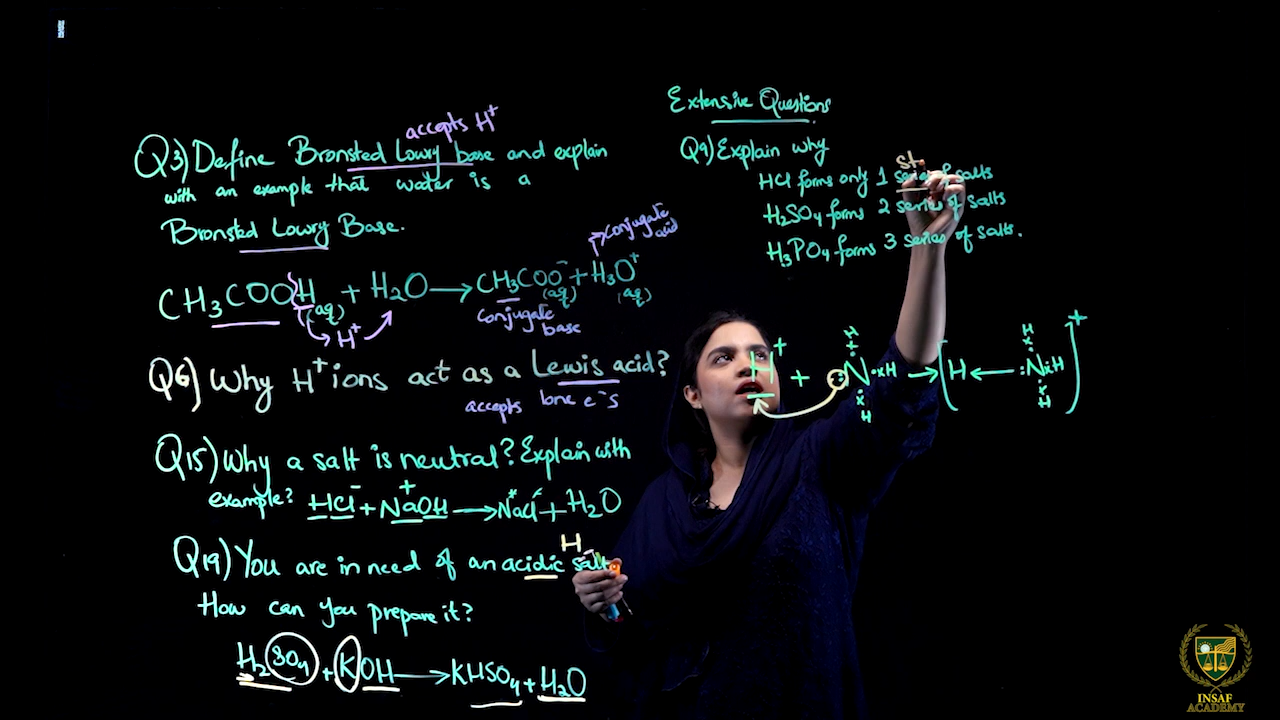 accepts H⁺
Q3) Define Bronsted Lowry base and explain
with an example that water is a
Bronsted Lowry Base.
conjugate
acid
CH₃COOH(aq) + H₂O → CH₃COO⁻(aq) + H₃O⁺(aq)
H⁺
conjugate
base
Q6) Why H⁺ ions act as a Lewis acid?
accepts lone e⁻s
Q15) Why a salt is neutral? Explain with
example? HCl + NaOH → NaCl + H₂O
H
Q19) You are in need of an acidic salt.
How can you prepare it?
H₂SO₄ + KOH → KHSO₄ + H₂O
Extensive Questions
Q9) Explain why
St.
HCl forms only 1 series of salts
H₂SO₄ forms 2 series of salts
H₃PO₄ forms 3 series of salts.
H
H⁺ + :N·xH → [H ← :N×H]⁺
H
H
H
INSAF
ACADEMY